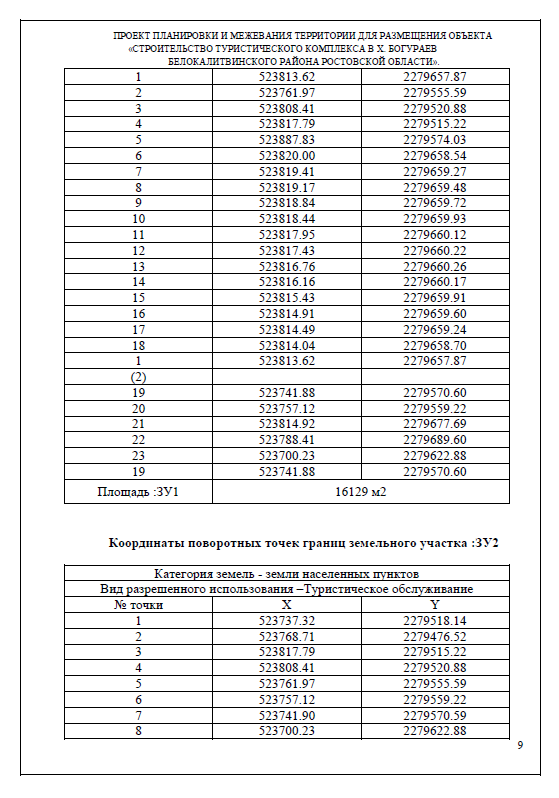 ПРОЕКТ ПЛАНИРОВКИ И МЕЖЕВАНИЯ ТЕРРИТОРИИ ДЛЯ РАЗМЕЩЕНИЯ ОБЪЕКТА
«СТРОИТЕЛЬСТВО ТУРИСТИЧЕСКОГО КОМПЛЕКСА В Х. БОГУРАЕВ
БЕЛОКАЛИТВИНСКОГО РАЙОНА РОСТОВСКОЙ ОБЛАСТИ».
1 523813.62 2279657.87
2 523761.97 2279555.59
3 523808.41 2279520.88
4 523817.79 2279515.22
5 523887.83 2279574.03
6 523820.00 2279658.54
7 523819.41 2279659.27
8 523819.17 2279659.48
9 523818.84 2279659.72
10 523818.44 2279659.93
11 523817.95 2279660.12
12 523817.43 2279660.22
13 523816.76 2279660.26
14 523816.16 2279660.17
15 523815.43 2279659.91
16 523814.91 2279659.60
17 523814.49 2279659.24
18 523814.04 2279658.70
1 523813.62 2279657.87
(2)
19 523741.88 2279570.60
20 523757.12 2279559.22
21 523814.92 2279677.69
22 523788.41 2279689.60
23 523700.23 2279622.88
19 523741.88 2279570.60
Площадь :ЗУ1 16129 м2
Координаты поворотных точек границ земельного участка :ЗУ2
Категория земель - земли населенных пунктов
Вид разрешенного использования –Туристическое обслуживание
№ точки X Y
1 523737.32 2279518.14
2 523768.71 2279476.52
3 523817.79 2279515.22
4 523808.41 2279520.88
5 523761.97 2279555.59
6 523757.12 2279559.22
7 523741.90 2279570.59
8 523700.23 2279622.88
9